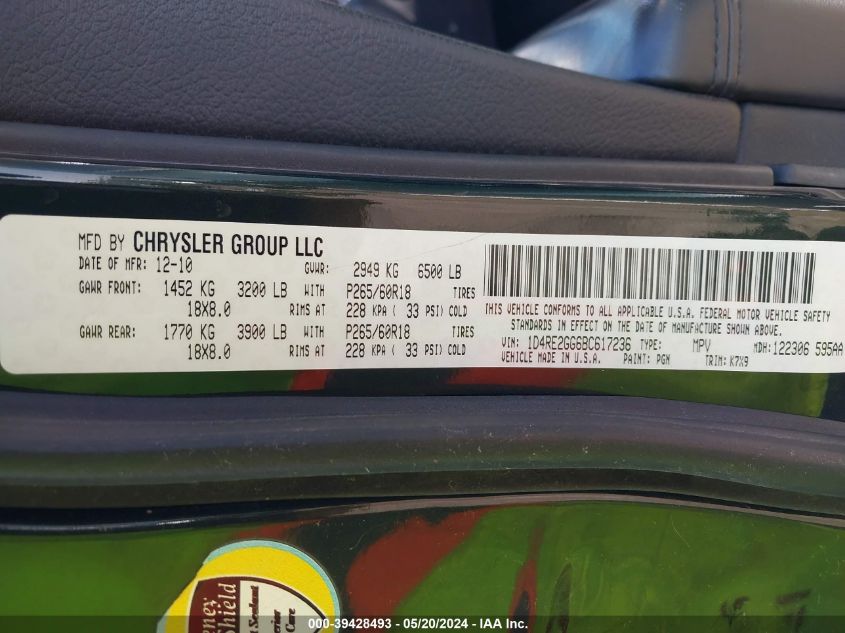 MFD BY CHRYSLER GROUP LLC
DATE OF MFR: 12-10 GVWR: 2949 KG 6500 LB
GAWR FRONT: 1452 KG 3200 LB WITH P265/60R18 TIRES
18X8.0 RIMS AT 228 KPA ( 33 PSI) COLD
GAWR REAR: 1770 KG 3900 LB WITH P265/60R18 TIRES
18X8.0 RIMS AT 228 KPA ( 33 PSI) COLD
THIS VEHICLE CONFORMS TO ALL APPLICABLE U.S.A. FEDERAL MOTOR VEHICLE SAFETY
STANDARDS IN EFFECT ON THE DATE OF MANUFACTURE SHOWN ABOVE.
VIN: 1D4RE2GG6BC617236 TYPE: MPV MDH: 122306 595AA
VEHICLE MADE IN U.S.A. PAINT: PGN TRIM: K7X9
Shield
Care
000-39428493 - 05/20/2024 - IAA Inc.